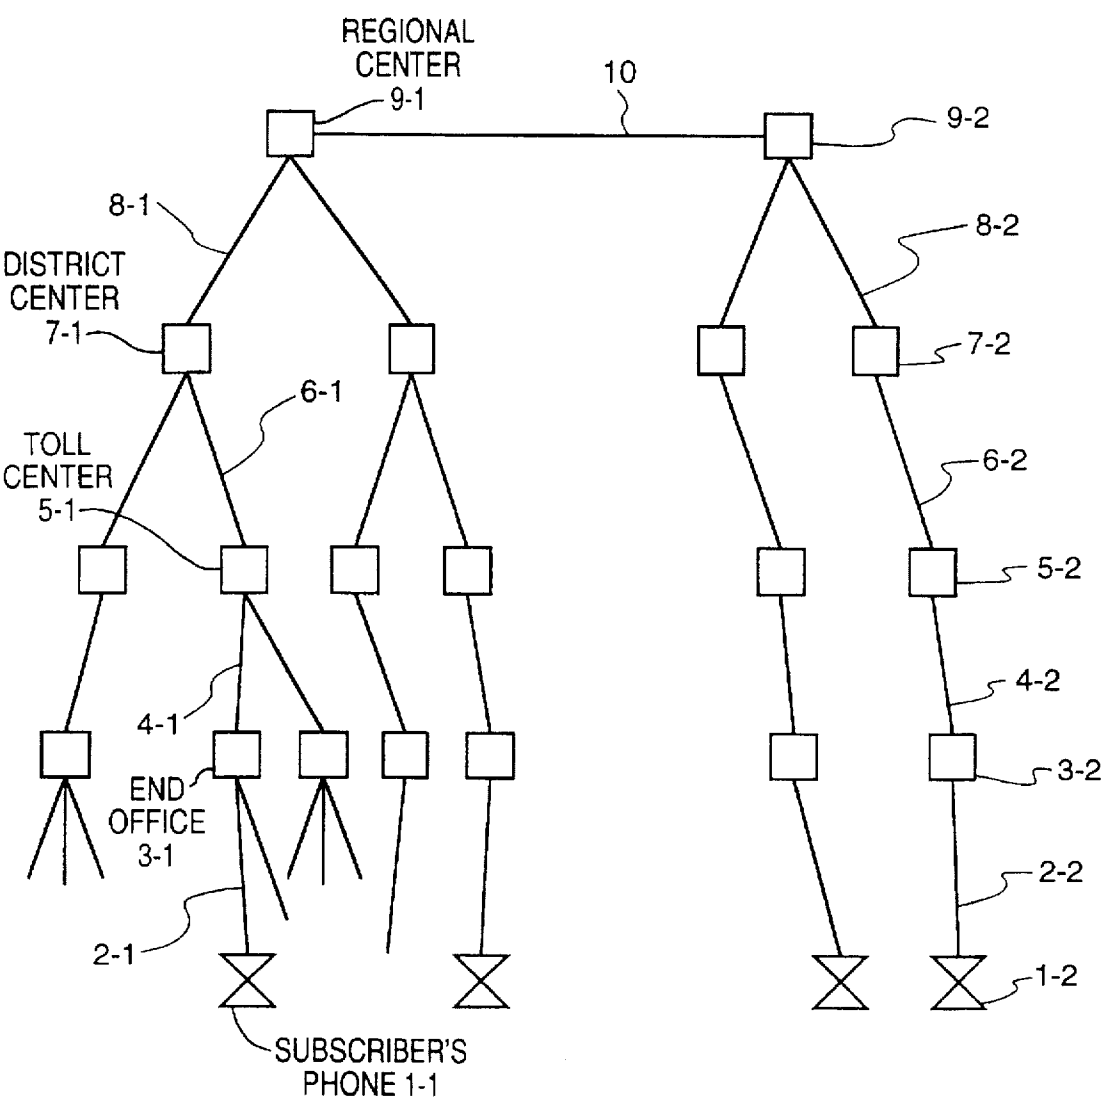 REGIONAL
CENTER
9-1
10
9-2
8-1
8-2
DISTRICT
CENTER
7-1
7-2
6-1
TOLL
CENTER
5-1
6-2
5-2
4-1
4-2
END
OFFICE
3-1
3-2
2-1
2-2
1-2
SUBSCRIBER'S
PHONE 1-1